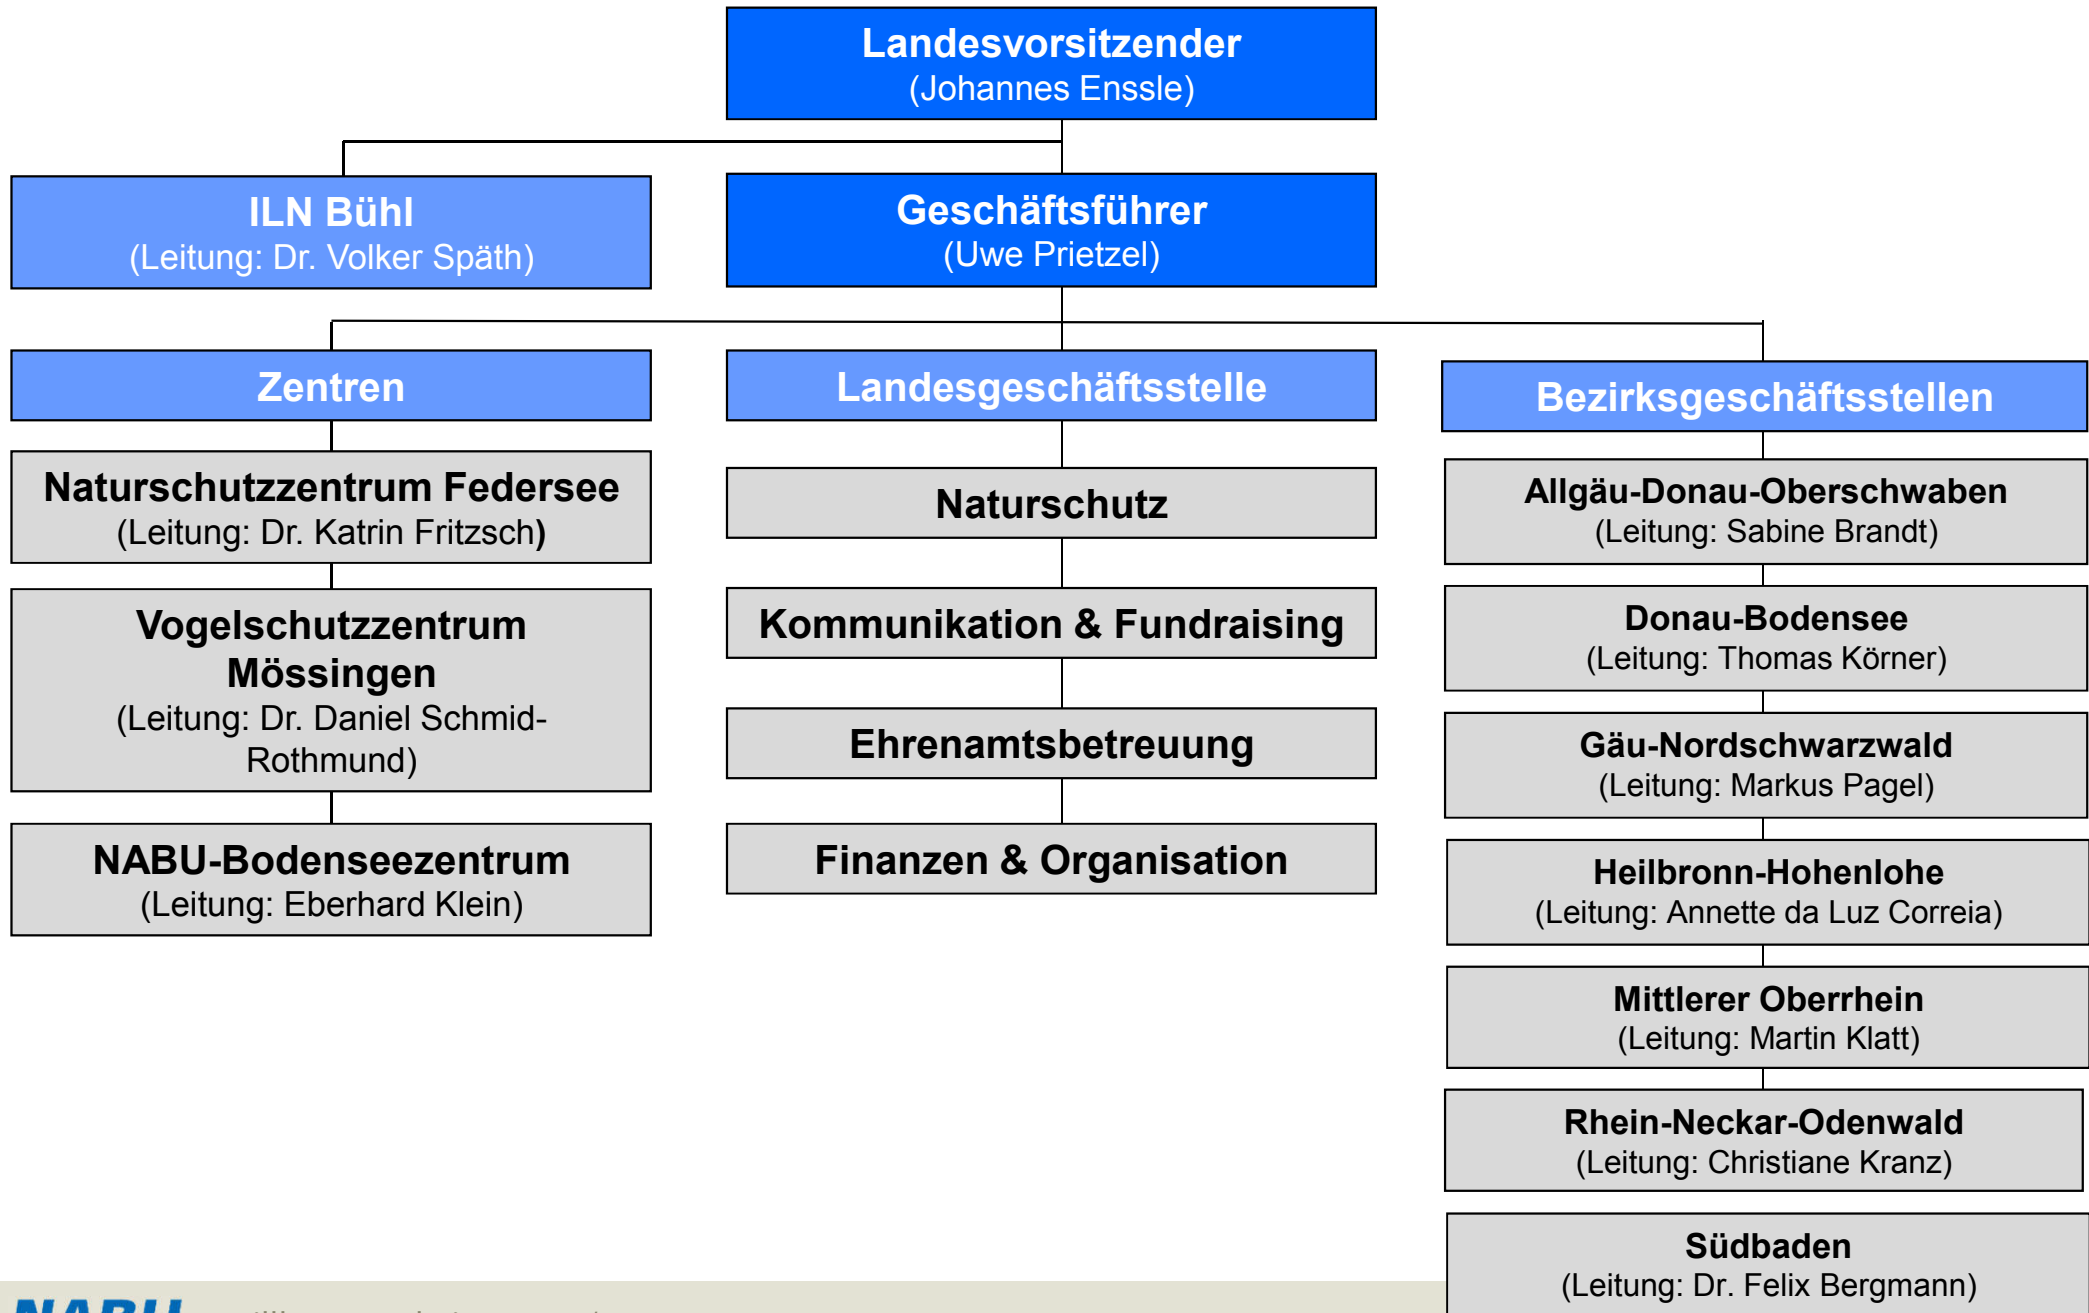 Landesvorsitzender
(Johannes Enssle)
ILN Bühl
(Leitung: Dr. Volker Späth)
Geschäftsführer
(Uwe Prietzel)
Zentren
Naturschutzzentrum Federsee
(Leitung: Dr. Katrin Fritzsch)
Vogelschutzzentrum
Mössingen
(Leitung: Dr. Daniel Schmid-
Rothmund)
NABU-Bodenseezentrum
(Leitung: Eberhard Klein)
Landesgeschäftsstelle
Naturschutz
Kommunikation & Fundraising
Ehrenamtsbetreuung
Finanzen & Organisation
Bezirksgeschäftsstellen
Allgäu-Donau-Oberschwaben
(Leitung: Sabine Brandt)
Donau-Bodensee
(Leitung: Thomas Körner)
Gäu-Nordschwarzwald
(Leitung: Markus Pagel)
Heilbronn-Hohenlohe
(Leitung: Annette da Luz Correia)
Mittlerer Oberrhein
(Leitung: Martin Klatt)
Rhein-Neckar-Odenwald
(Leitung: Christiane Kranz)
Südbaden
(Leitung: Dr. Felix Bergmann)
NABU